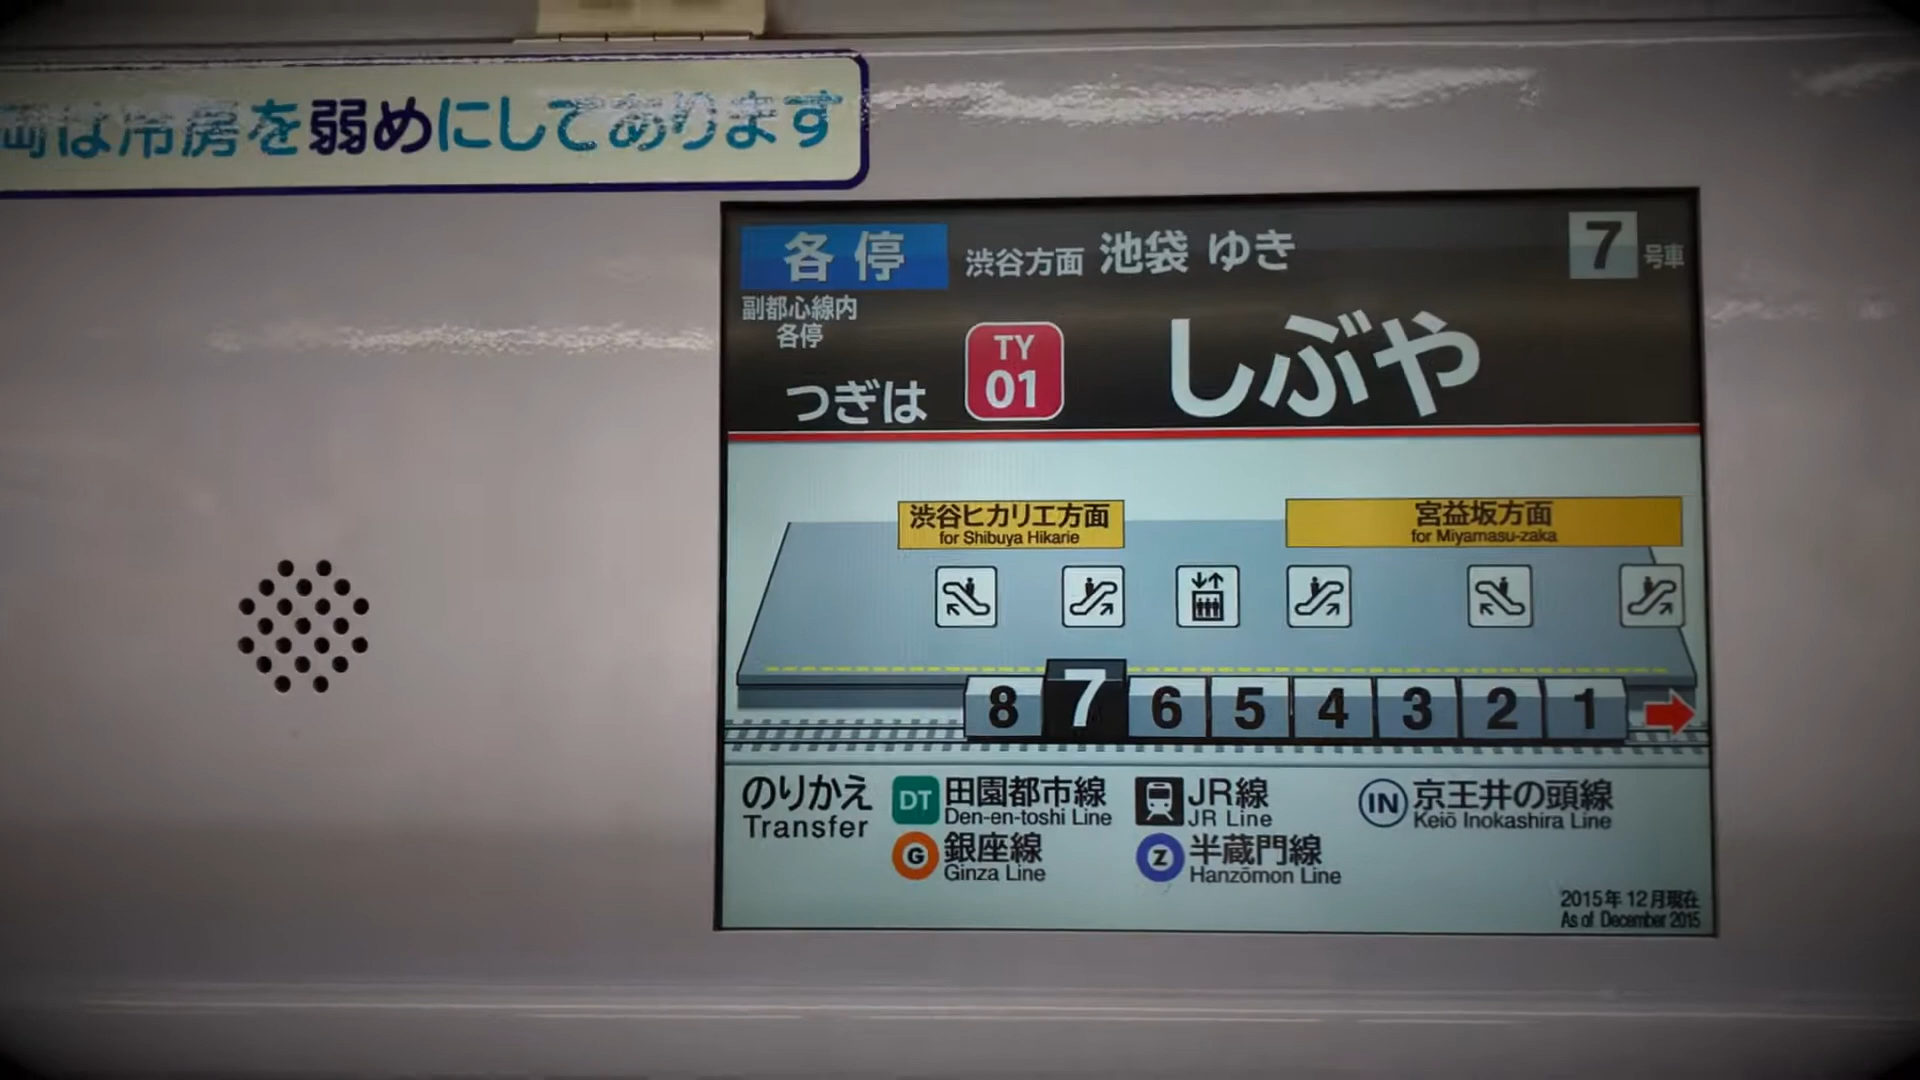 両は冷房を弱めにしてあります
各停 渋谷方面 池袋 ゆき 7 号車
副都心線内
各停
つぎは TY 01 しぶや
渋谷ヒカリエ方面 宮益坂方面
for Shibuya Hikarie for Miyamasu-zaka
8 7 6 5 4 3 2 1
のりかえ DT 田園都市線 JR線 IN 京王井の頭線
Transfer Den-en-toshi Line JR Line Keiō Inokashira Line
G 銀座線 Z 半蔵門線
Ginza Line Hanzōmon Line
2015年12月現在
As of December 2015